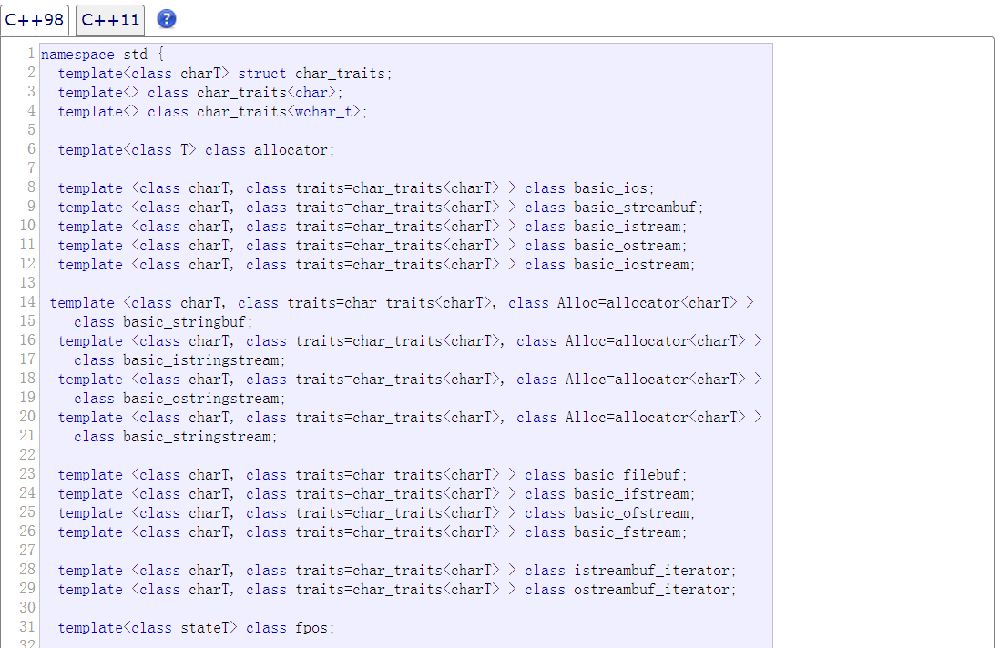 C++98 C++11 ?
1 namespace std {
2   template<class charT> struct char_traits;
3   template<> class char_traits<char>;
4   template<> class char_traits<wchar_t>;
5
6   template<class T> class allocator;
7
8   template <class charT, class traits=char_traits<charT> > class basic_ios;
9   template <class charT, class traits=char_traits<charT> > class basic_streambuf;
10   template <class charT, class traits=char_traits<charT> > class basic_istream;
11   template <class charT, class traits=char_traits<charT> > class basic_ostream;
12   template <class charT, class traits=char_traits<charT> > class basic_iostream;
13
14  template <class charT, class traits=char_traits<charT>, class Alloc=allocator<charT> >
15     class basic_stringbuf;
16   template <class charT, class traits=char_traits<charT>, class Alloc=allocator<charT> >
17     class basic_istringstream;
18   template <class charT, class traits=char_traits<charT>, class Alloc=allocator<charT> >
19     class basic_ostringstream;
20   template <class charT, class traits=char_traits<charT>, class Alloc=allocator<charT> >
21     class basic_stringstream;
22
23   template <class charT, class traits=char_traits<charT> > class basic_filebuf;
24   template <class charT, class traits=char_traits<charT> > class basic_ifstream;
25   template <class charT, class traits=char_traits<charT> > class basic_ofstream;
26   template <class charT, class traits=char_traits<charT> > class basic_fstream;
27
28   template <class charT, class traits=char_traits<charT> > class istreambuf_iterator;
29   template <class charT, class traits=char_traits<charT> > class ostreambuf_iterator;
30
31   template<class stateT> class fpos;
32